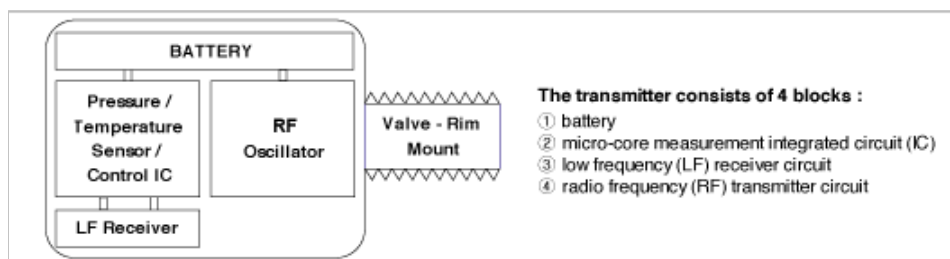 BATTERY
Pressure /
Temperature
Sensor /
Control IC
RF
Oscillator
Valve - Rim
Mount
LF Receiver
The transmitter consists of 4 blocks :
① battery
② micro-core measurement integrated circuit (IC)
③ low frequency (LF) receiver circuit
④ radio frequency (RF) transmitter circuit